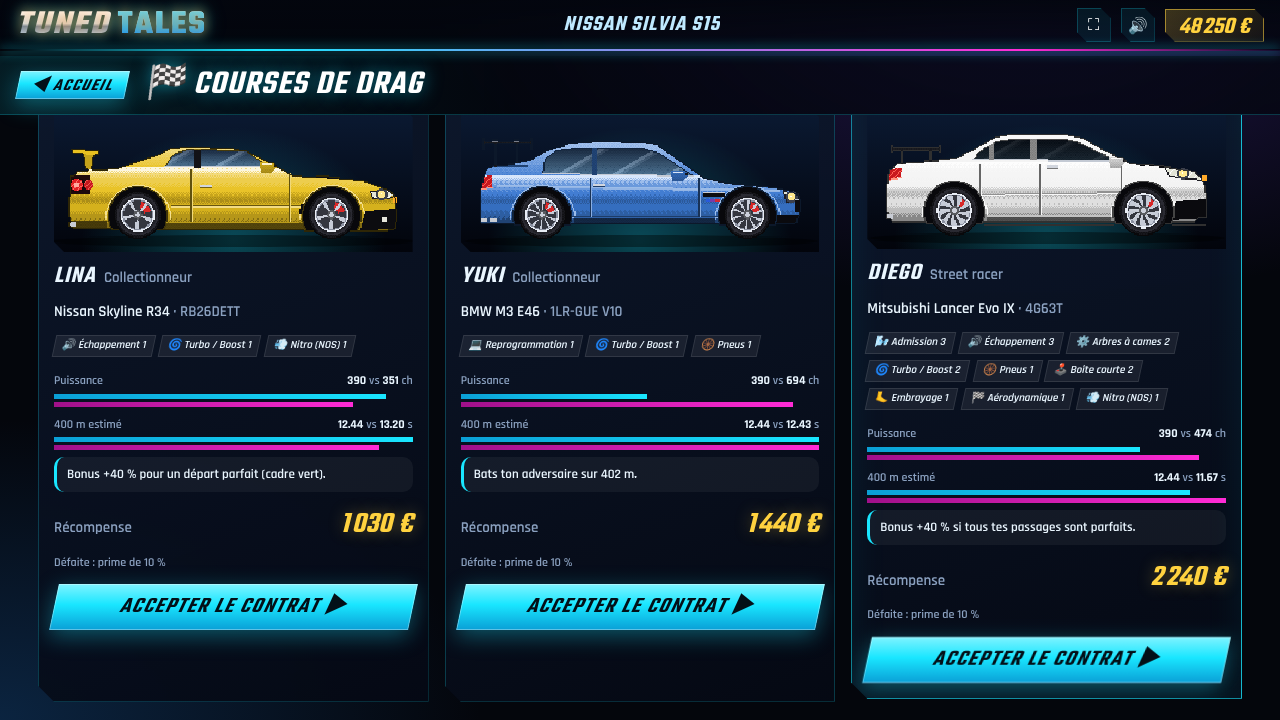 TUNED TALES
NISSAN SILVIA S15
48 250 €
◀ ACCUEIL
COURSES DE DRAG
LINA Collectionneur
Nissan Skyline R34 · RB26DETT
Échappement 1
Turbo / Boost 1
Nitro (NOS) 1
Puissance
390 vs 351 ch
400 m estimé
12.44 vs 13.20 s
Bonus +40 % pour un départ parfait (cadre vert).
Récompense
1 030 €
Défaite : prime de 10 %
ACCEPTER LE CONTRAT ▶
YUKI Collectionneur
BMW M3 E46 · 1LR-GUE V10
Reprogrammation 1
Turbo / Boost 1
Pneus 1
Puissance
390 vs 694 ch
400 m estimé
12.44 vs 12.43 s
Bats ton adversaire sur 402 m.
Récompense
1 440 €
Défaite : prime de 10 %
ACCEPTER LE CONTRAT ▶
DIEGO Street racer
Mitsubishi Lancer Evo IX · 4G63T
Admission 3
Échappement 3
Arbres à cames 2
Turbo / Boost 2
Pneus 1
Boîte courte 2
Embrayage 1
Aérodynamique 1
Nitro (NOS) 1
Puissance
390 vs 474 ch
400 m estimé
12.44 vs 11.67 s
Bonus +40 % si tous tes passages sont parfaits.
Récompense
2 240 €
Défaite : prime de 10 %
ACCEPTER LE CONTRAT ▶